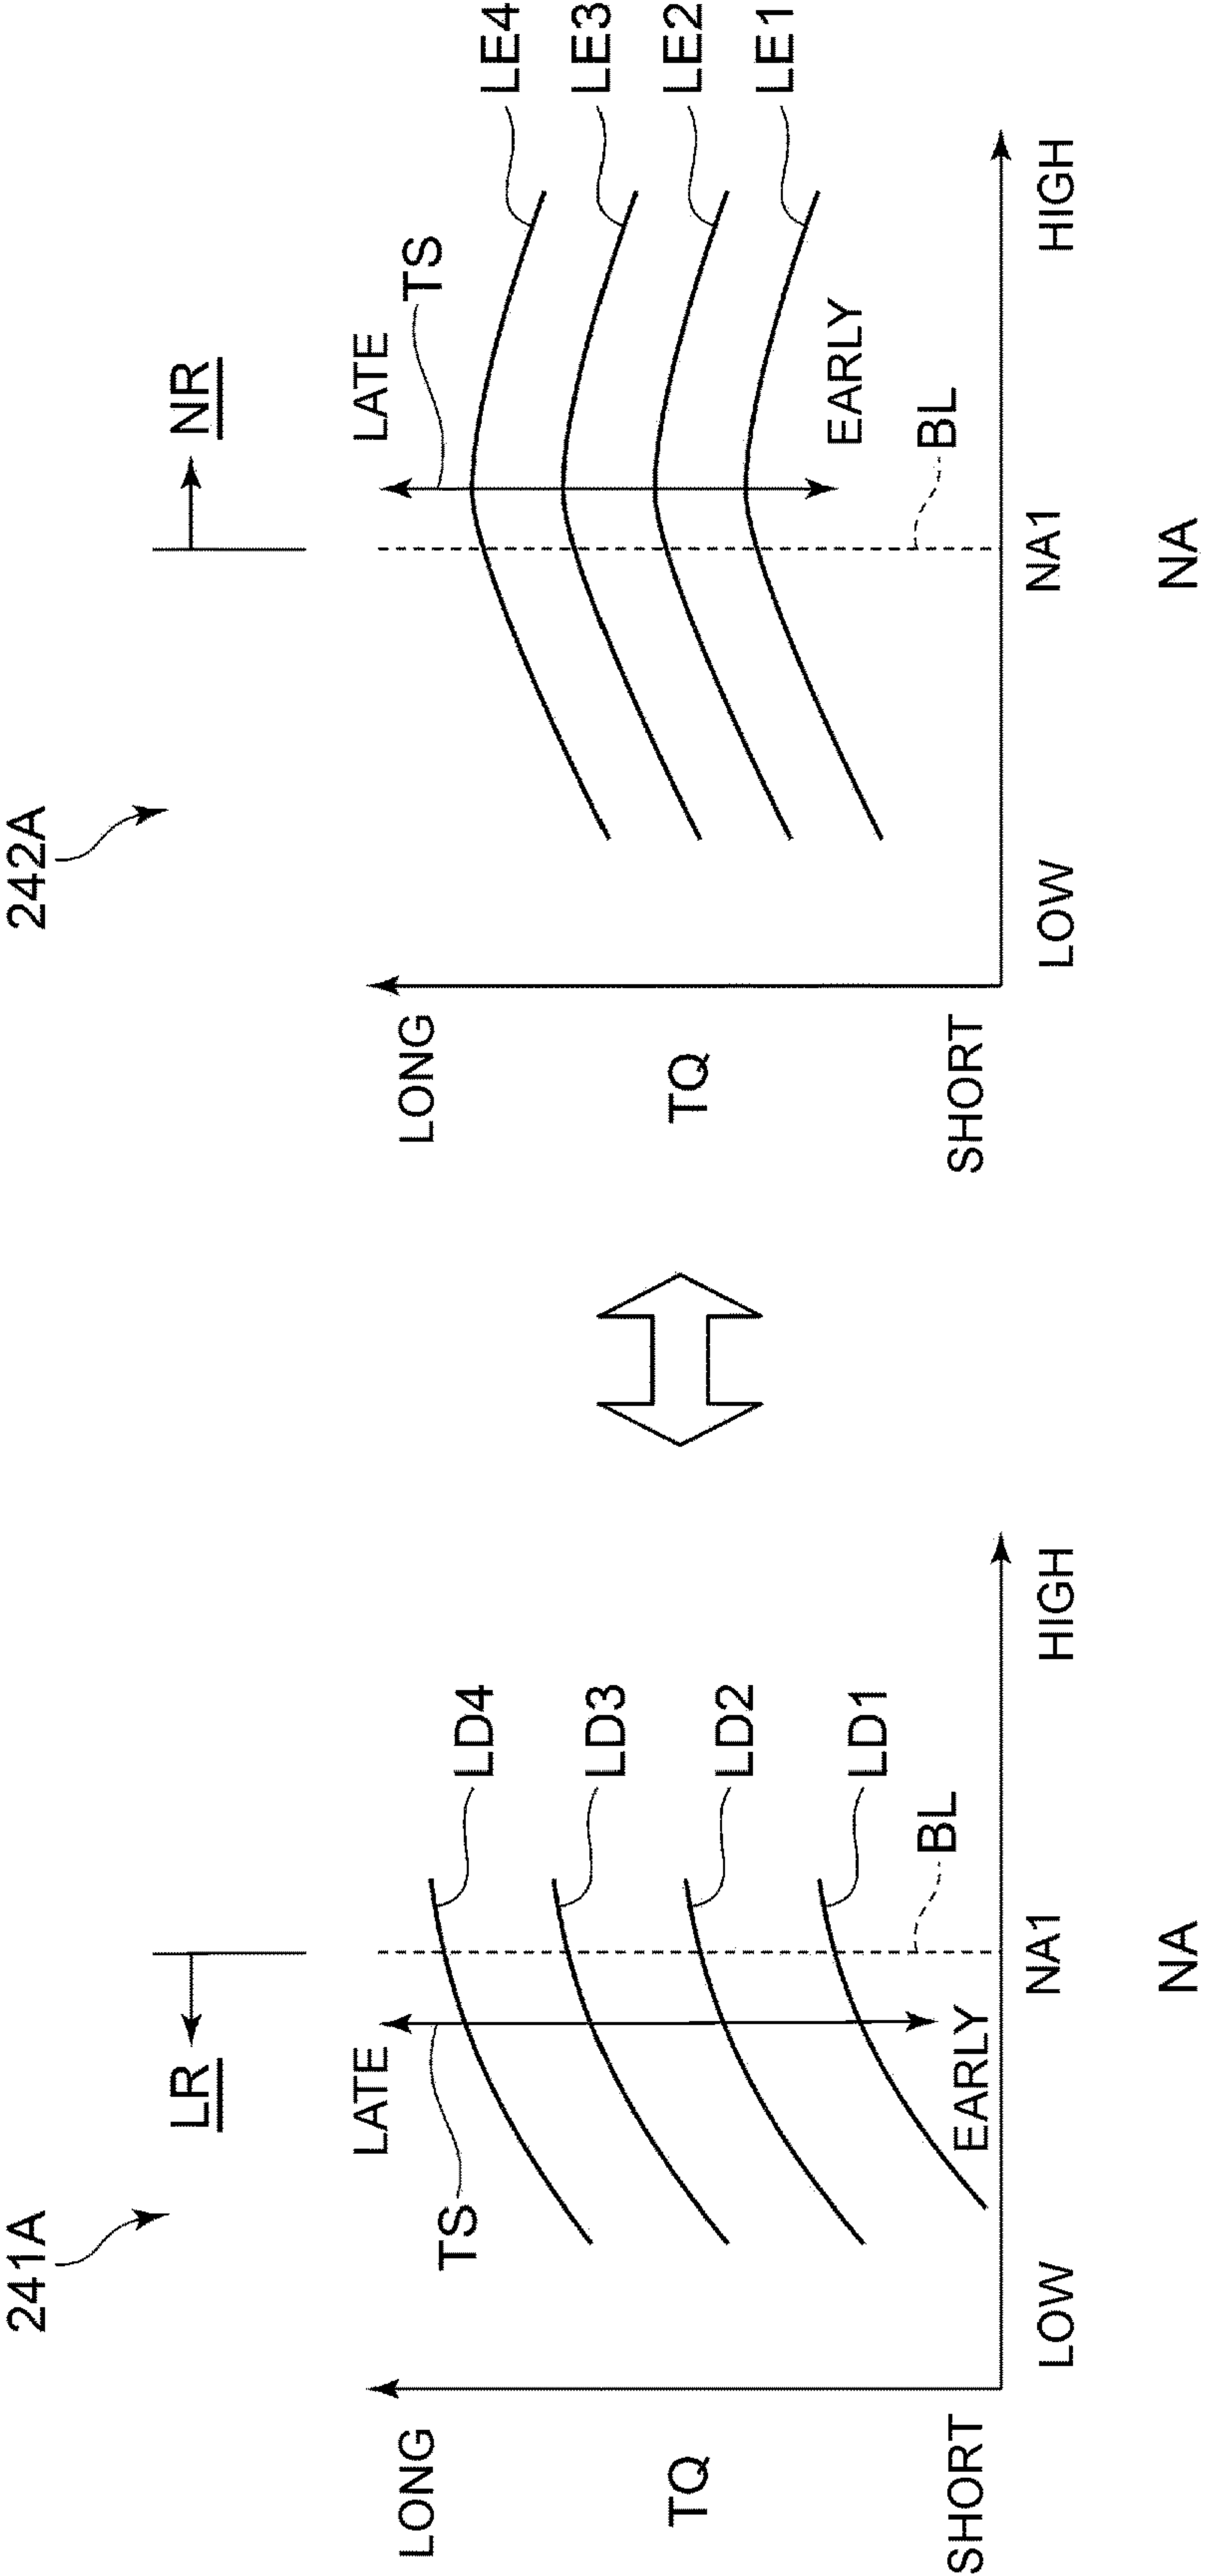 241A
LR
LATE
TS
LONG
TQ
SHORT
LD4
LD3
LD2
LD1
EARLY
BL
LOW
NA1
HIGH
NA
242A
NR
LATE
TS
LONG
TQ
SHORT
LE4
LE3
LE2
LE1
EARLY
BL
LOW
NA1
HIGH
NA